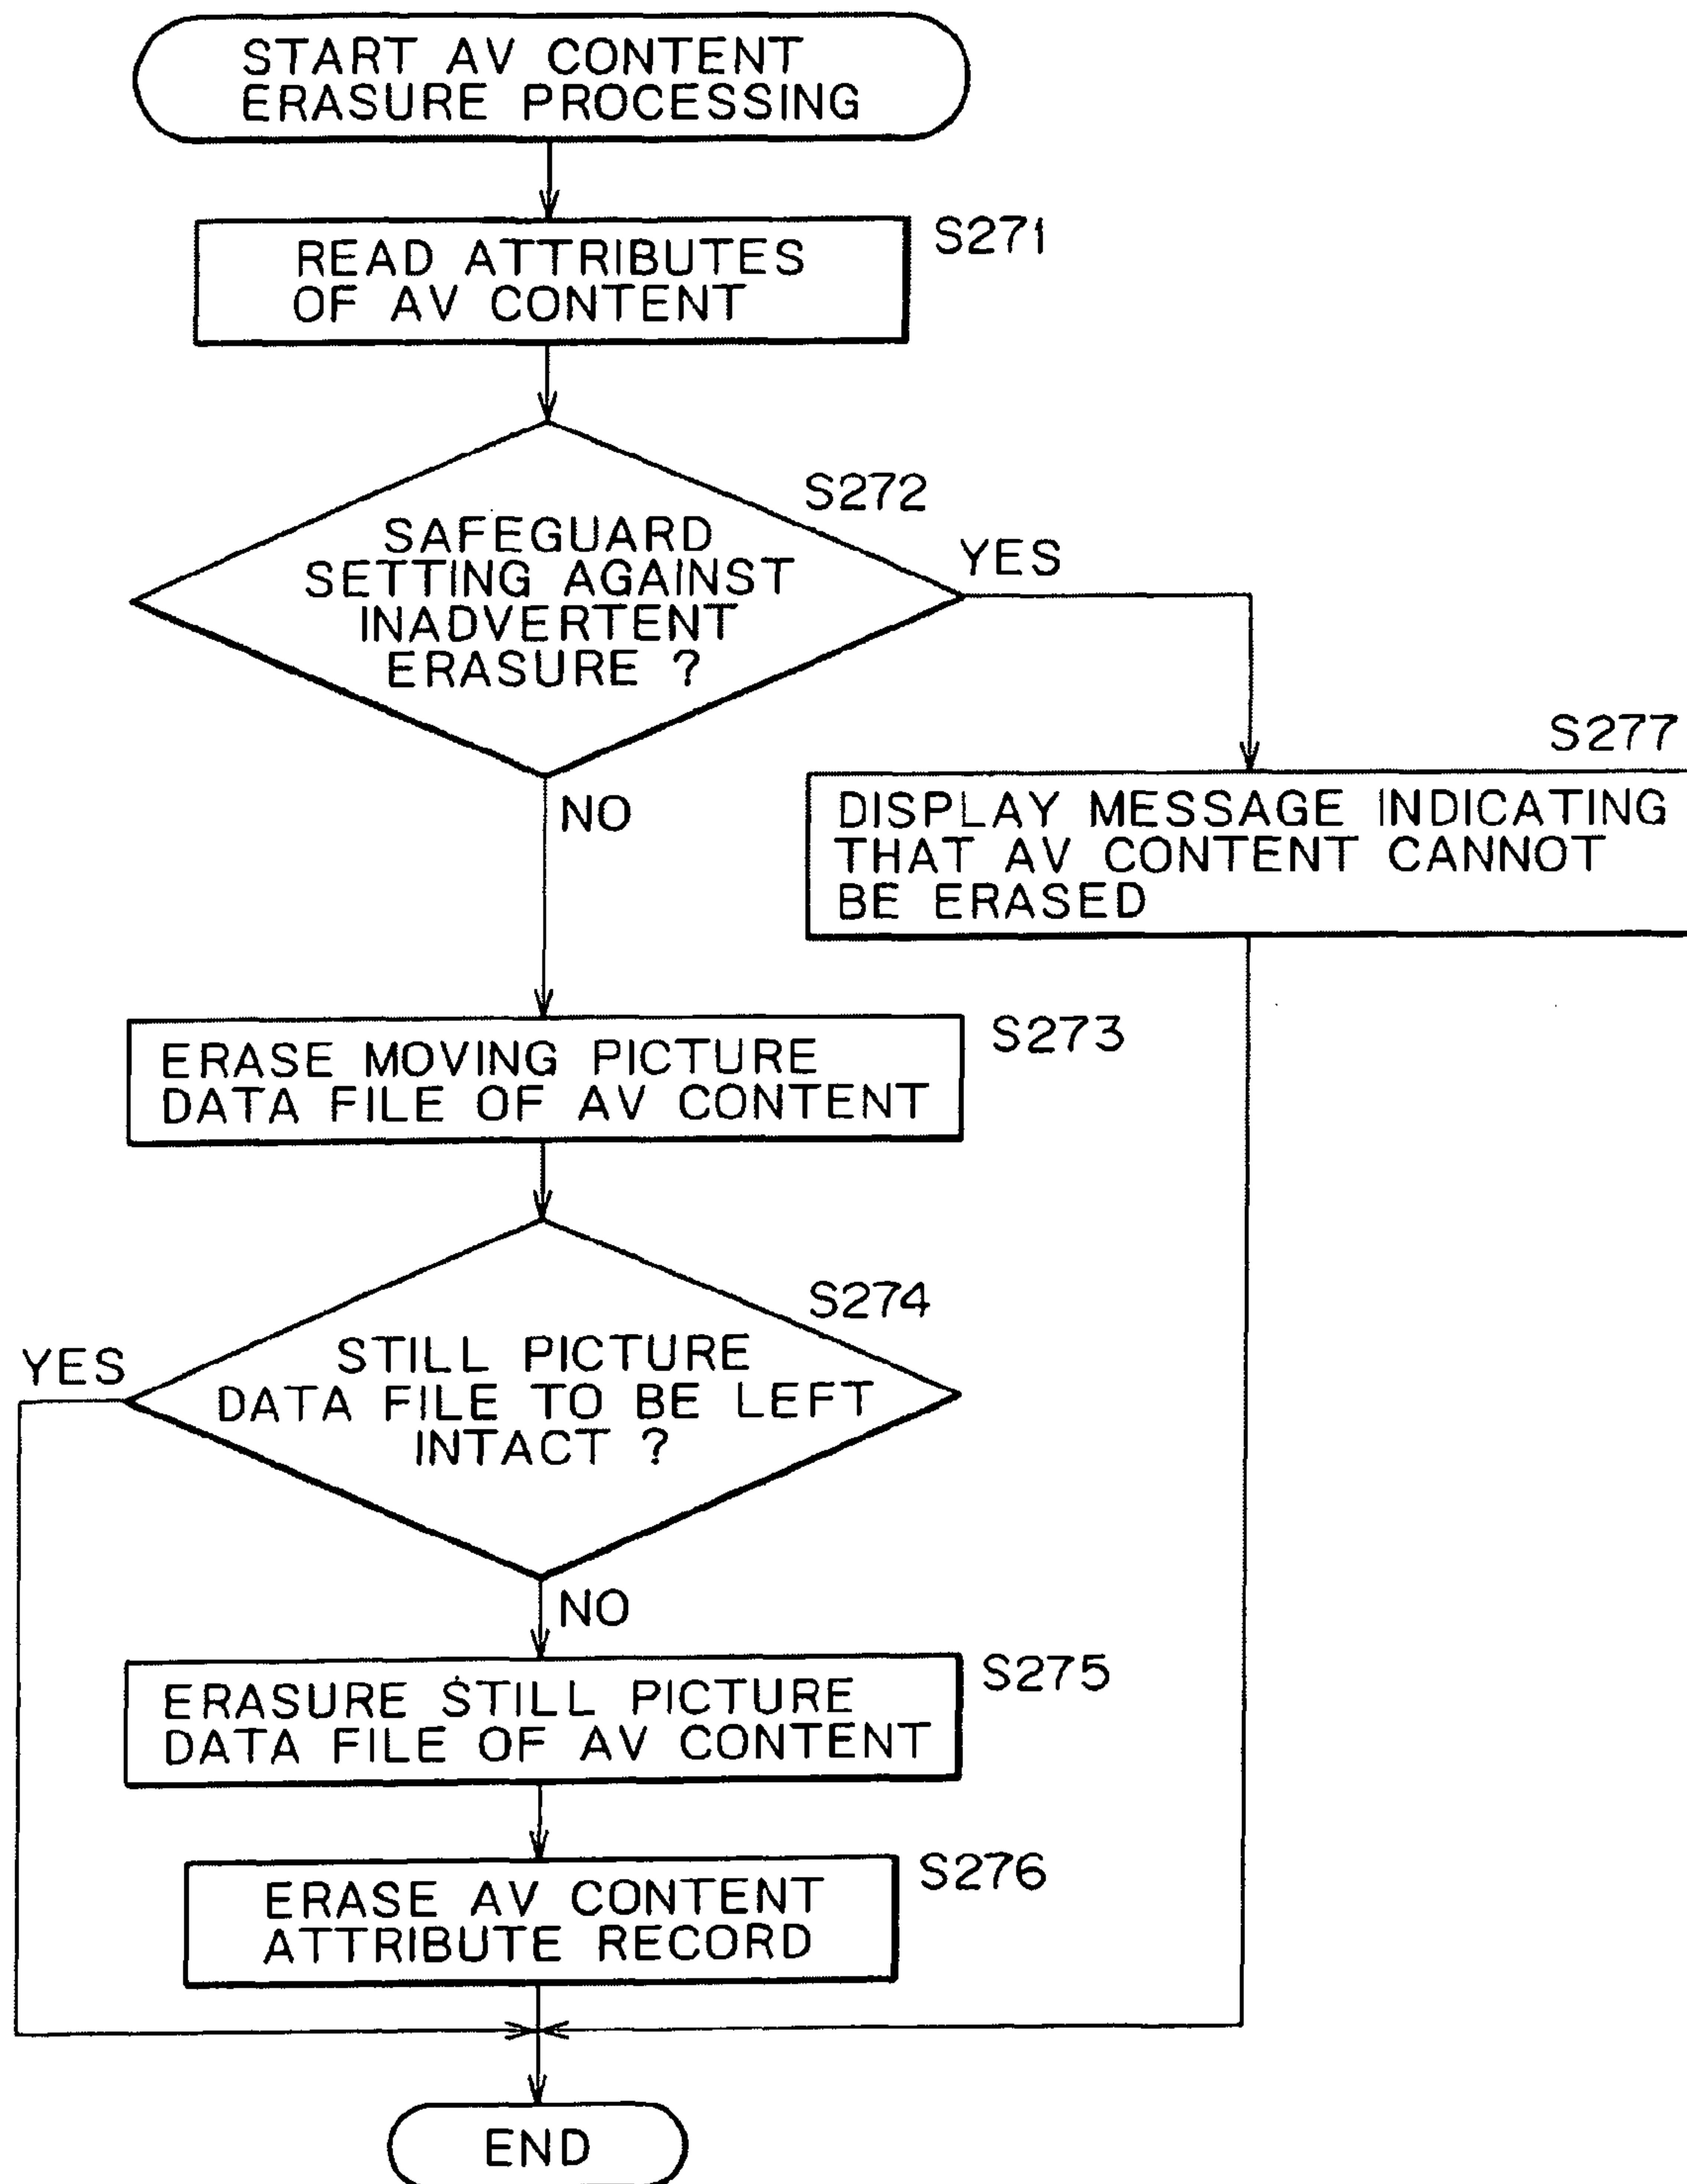 START AV CONTENT
ERASURE PROCESSING
S271
READ ATTRIBUTES
OF AV CONTENT
S272
SAFEGUARD
SETTING AGAINST
INADVERTENT
ERASURE ?
YES
NO
S277
DISPLAY MESSAGE INDICATING
THAT AV CONTENT CANNOT
BE ERASED
S273
ERASE MOVING PICTURE
DATA FILE OF AV CONTENT
S274
STILL PICTURE
DATA FILE TO BE LEFT
INTACT ?
YES
NO
S275
ERASURE STILL PICTURE
DATA FILE OF AV CONTENT
S276
ERASE AV CONTENT
ATTRIBUTE RECORD
END